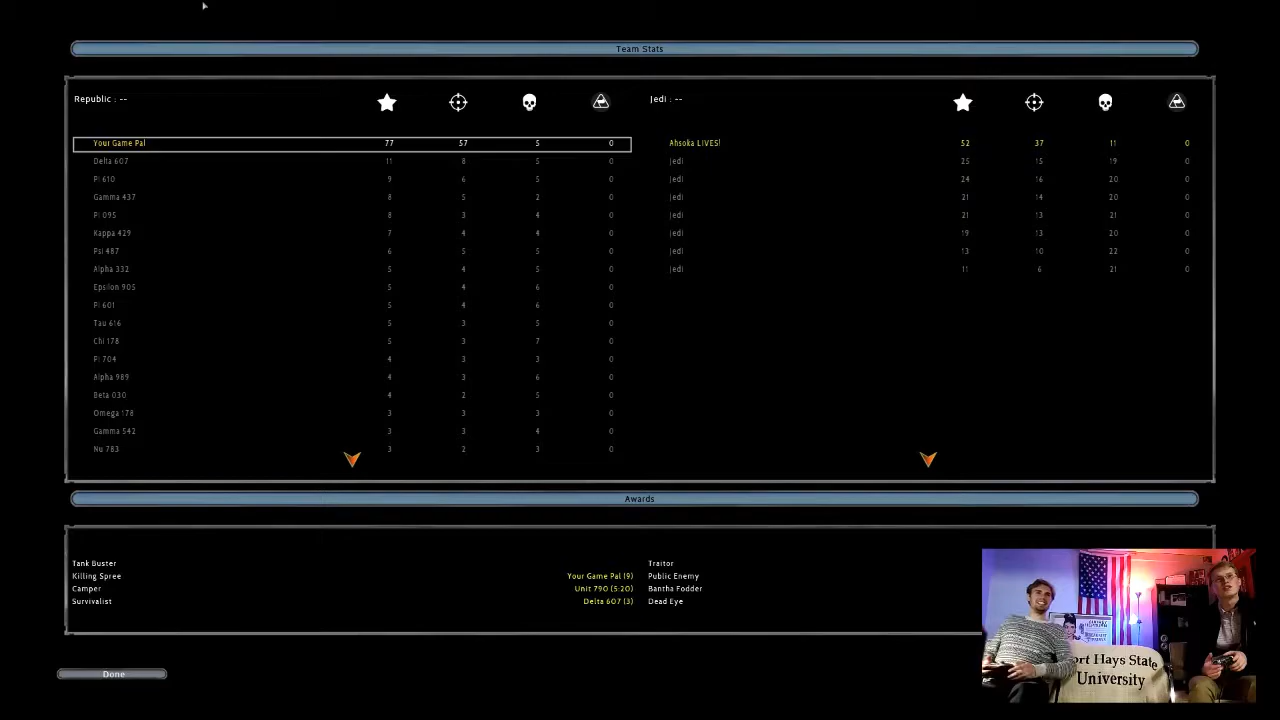 Team Stats
Republic : --
Jedi : --
Your Game Pal 77 57 5 0
Delta 607 11 8 5 0
Pi 610 9 6 5 0
Gamma 437 8 5 2 0
Pi 095 8 3 4 0
Kappa 429 7 4 4 0
Psi 487 6 5 5 0
Alpha 332 5 4 5 0
Epsilon 905 5 4 6 0
Pi 601 5 4 6 0
Tau 616 5 3 5 0
Chi 178 5 3 7 0
Pi 704 4 3 3 0
Alpha 989 4 3 6 0
Beta 030 4 2 5 0
Omega 178 3 3 3 0
Gamma 542 3 3 4 0
Nu 783 3 2 3 0
Ahsoka LIVES! 52 37 11 0
Jedi 25 15 19 0
Jedi 24 16 20 0
Jedi 21 14 20 0
Jedi 21 13 21 0
Jedi 19 13 20 0
Jedi 13 10 22 0
Jedi 11 6 21 0
Awards
Tank Buster
Killing Spree Your Game Pal (9)
Camper Unit 790 (5:20)
Survivalist Delta 607 (3)
Traitor
Public Enemy
Bantha Fodder
Dead Eye
Done
ort Hays State
University